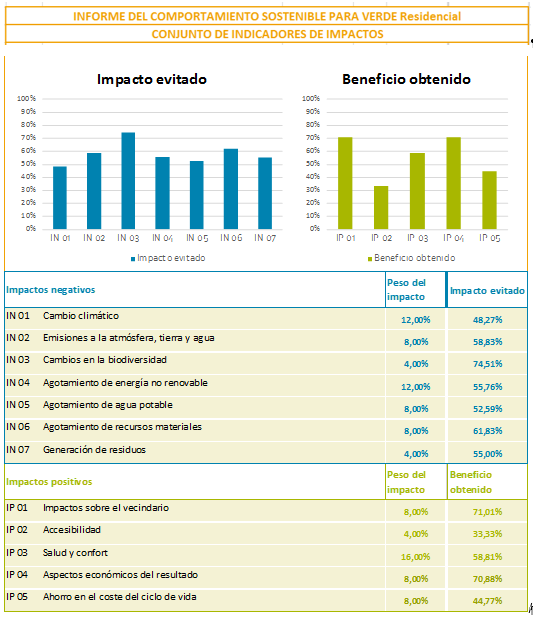 INFORME DEL COMPORTAMIENTO SOSTENIBLE PARA VERDE Residencial
CONJUNTO DE INDICADORES DE IMPACTOS
Impacto evitado
100%
90%
80%
70%
60%
50%
40%
30%
20%
10%
0%
IN 01 IN 02 IN 03 IN 04 IN 05 IN 06 IN 07
Impacto evitado
Beneficio obtenido
100%
90%
80%
70%
60%
50%
40%
30%
20%
10%
0%
IP 01 IP 02 IP 03 IP 04 IP 05
Beneficio obtenido
Impactos negativos Peso del impacto Impacto evitado
IN 01 Cambio climático 12,00% 48,27%
IN 02 Emisiones a la atmósfera, tierra y agua 8,00% 58,83%
IN 03 Cambios en la biodiversidad 4,00% 74,51%
IN 04 Agotamiento de energía no renovable 12,00% 55,76%
IN 05 Agotamiento de agua potable 8,00% 52,59%
IN 06 Agotamiento de recursos materiales 8,00% 61,83%
IN 07 Generación de residuos 4,00% 55,00%
Impactos positivos Peso del impacto Beneficio obtenido
IP 01 Impactos sobre el vecindario 8,00% 71,01%
IP 02 Accesibilidad 4,00% 33,33%
IP 03 Salud y confort 16,00% 58,81%
IP 04 Aspectos económicos del resultado 8,00% 70,88%
IP 05 Ahorro en el coste del ciclo de vida 8,00% 44,77%